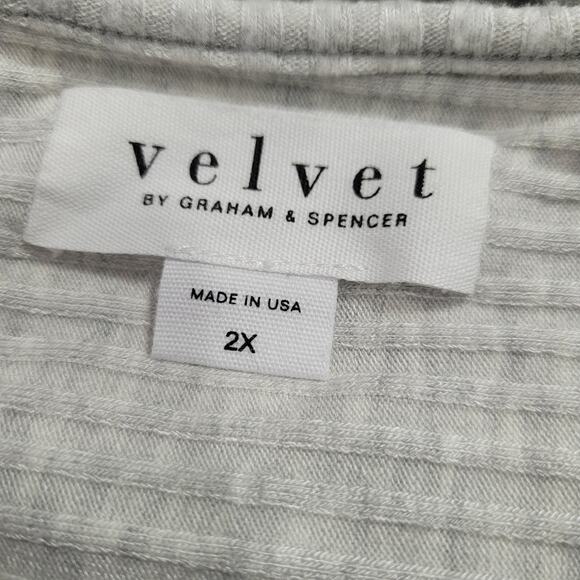 velvet
BY GRAHAM & SPENCER
MADE IN USA
2X